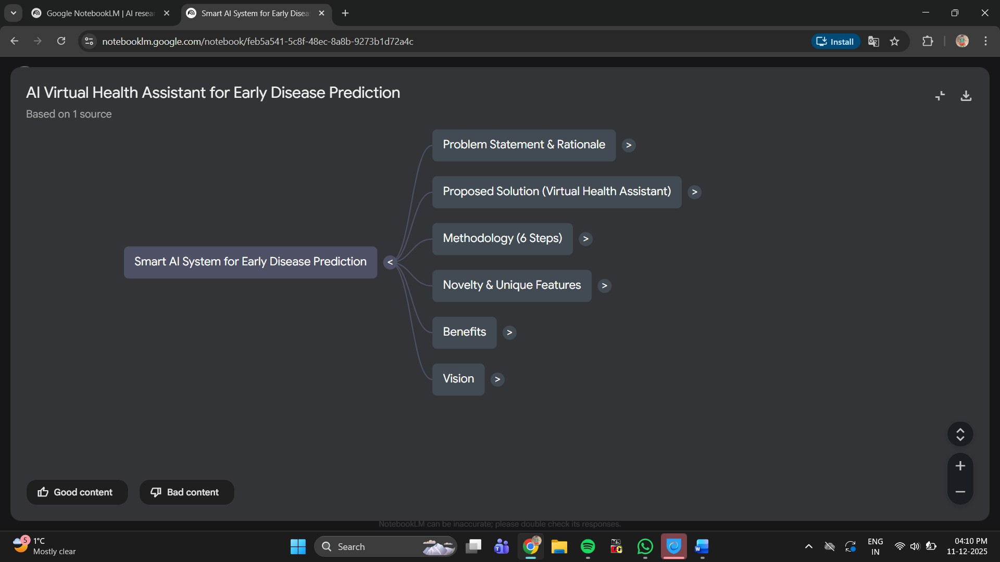 Google NotebookLM | AI resear
Smart AI System for Early Disea
notebooklm.google.com/notebook/feb5a541-5c8f-48ec-8a8b-9273b1d72a4c
Install
AI Virtual Health Assistant for Early Disease Prediction
Based on 1 source
Problem Statement & Rationale
>
Proposed Solution (Virtual Health Assistant)
>
Methodology (6 Steps)
>
Smart AI System for Early Disease Prediction
<
Novelty & Unique Features
>
Benefits
>
Vision
>
Good content
Bad content
NotebookLM can be inaccurate; please double check its responses.
5
1°C
Mostly clear
Search
ENG
IN
04:10 PM
11-12-2025